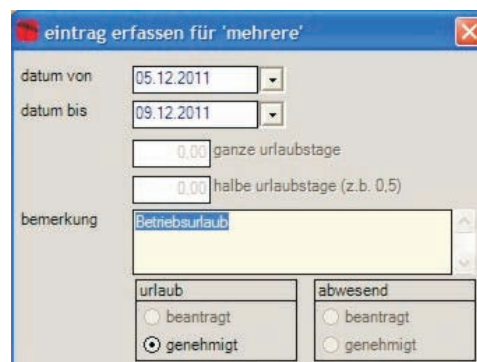 eintrag erfassen für 'mehrere'
datum von 05.12.2011
datum bis 09.12.2011
0,00 ganze urlaubstage
0,00 halbe urlaubstage (z.b. 0,5)
bemerkung Betriebsurlaub
urlaub abwesend
beantragt beantragt
genehmigt genehmigt